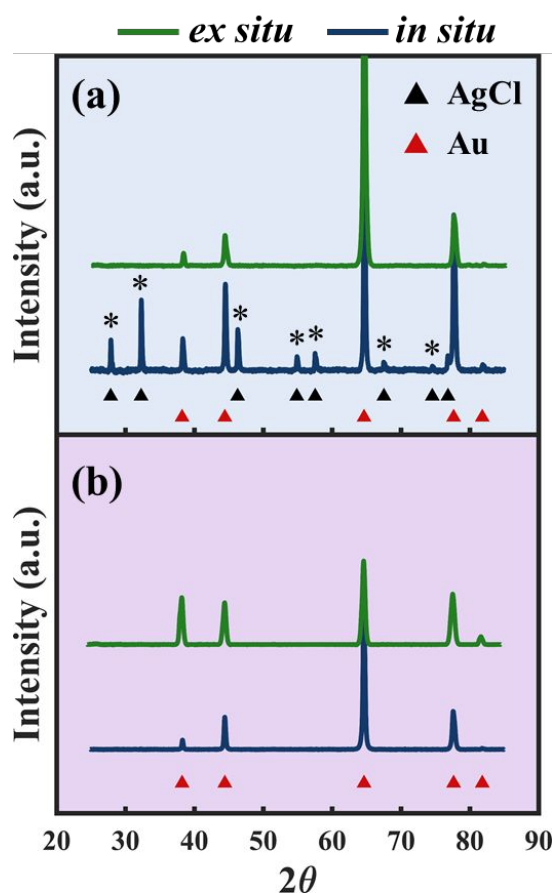 ex situ in situ
(a)
AgCl
Au
Intensity (a.u.)
* * * * * * *
(b)
Intensity (a.u.)
20 30 40 50 60 70 80 90
2θ